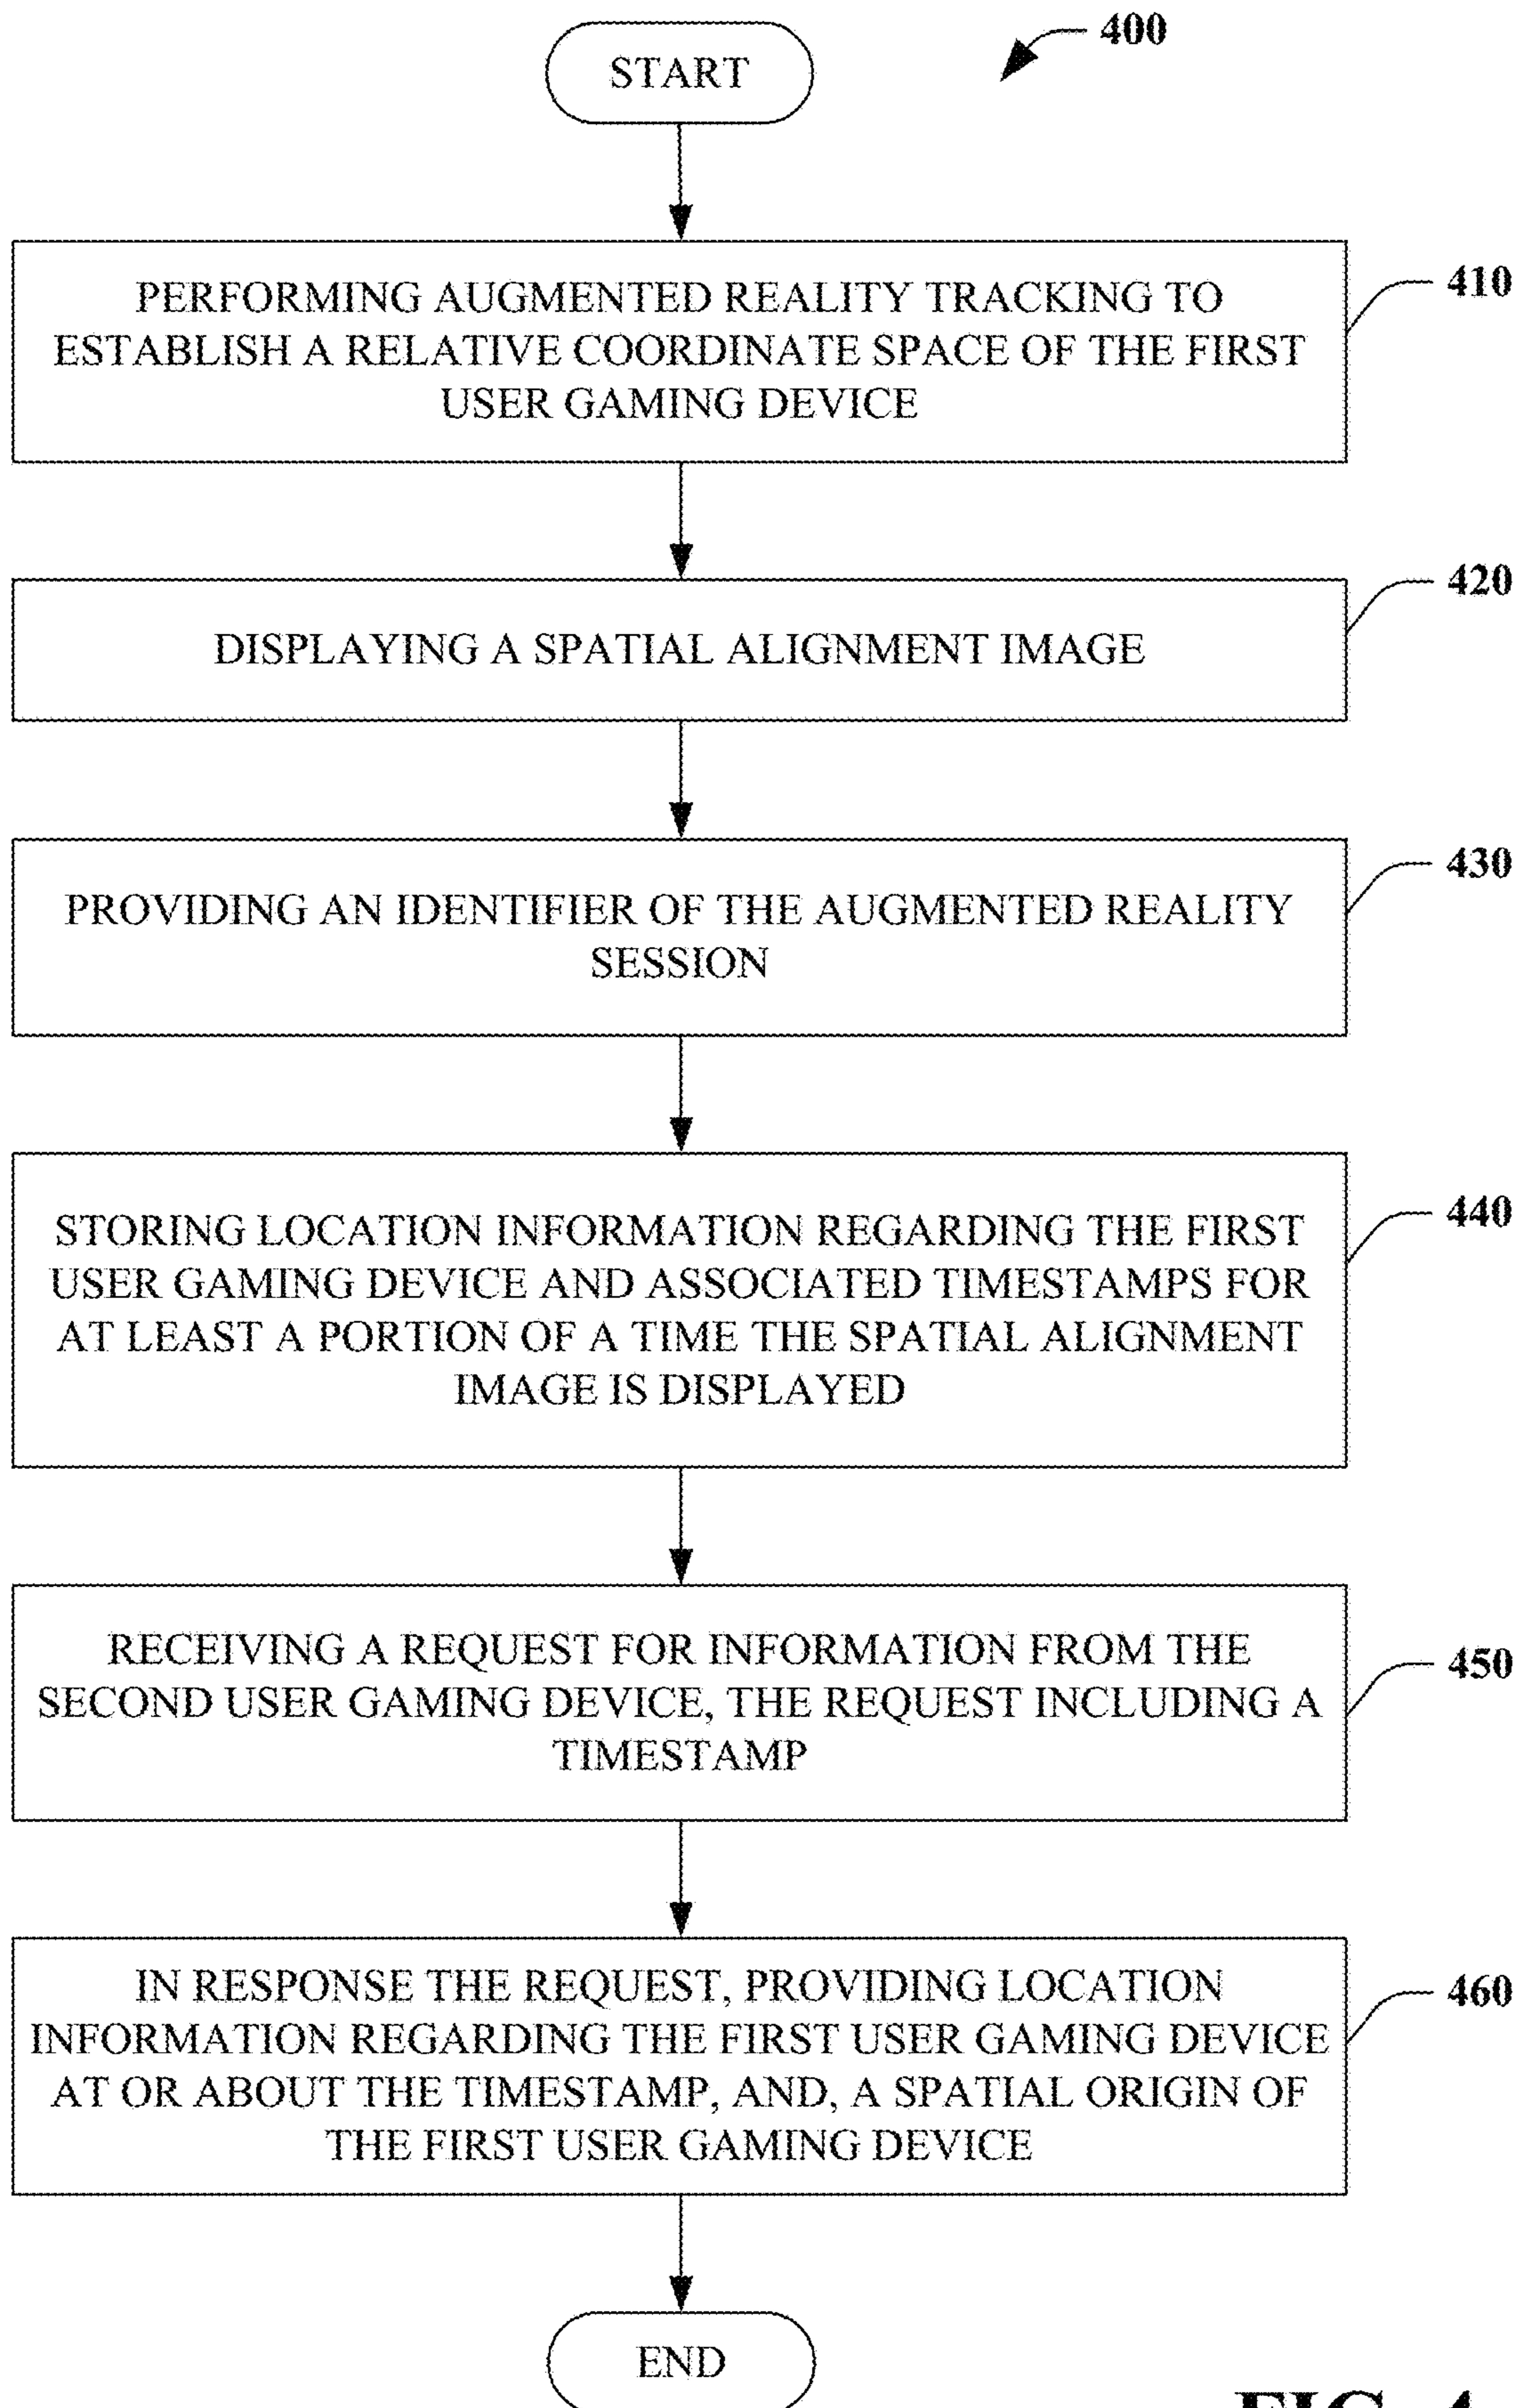 400
START
PERFORMING AUGMENTED REALITY TRACKING TO
ESTABLISH A RELATIVE COORDINATE SPACE OF THE FIRST
USER GAMING DEVICE
410
DISPLAYING A SPATIAL ALIGNMENT IMAGE
420
PROVIDING AN IDENTIFIER OF THE AUGMENTED REALITY
SESSION
430
STORING LOCATION INFORMATION REGARDING THE FIRST
USER GAMING DEVICE AND ASSOCIATED TIMESTAMPS FOR
AT LEAST A PORTION OF A TIME THE SPATIAL ALIGNMENT
IMAGE IS DISPLAYED
440
RECEIVING A REQUEST FOR INFORMATION FROM THE
SECOND USER GAMING DEVICE, THE REQUEST INCLUDING A
TIMESTAMP
450
IN RESPONSE THE REQUEST, PROVIDING LOCATION
INFORMATION REGARDING THE FIRST USER GAMING DEVICE
AT OR ABOUT THE TIMESTAMP, AND, A SPATIAL ORIGIN OF
THE FIRST USER GAMING DEVICE
460
END
FIG. 4